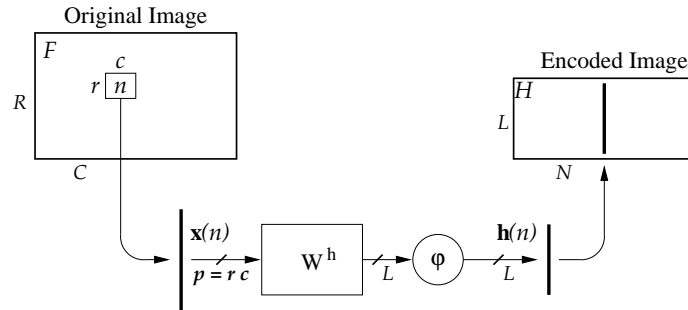 Original Image
F
c
r n
R
C
Encoded Image
H
L
N
x(n)
p = r c
W^h
L
φ
h(n)
L